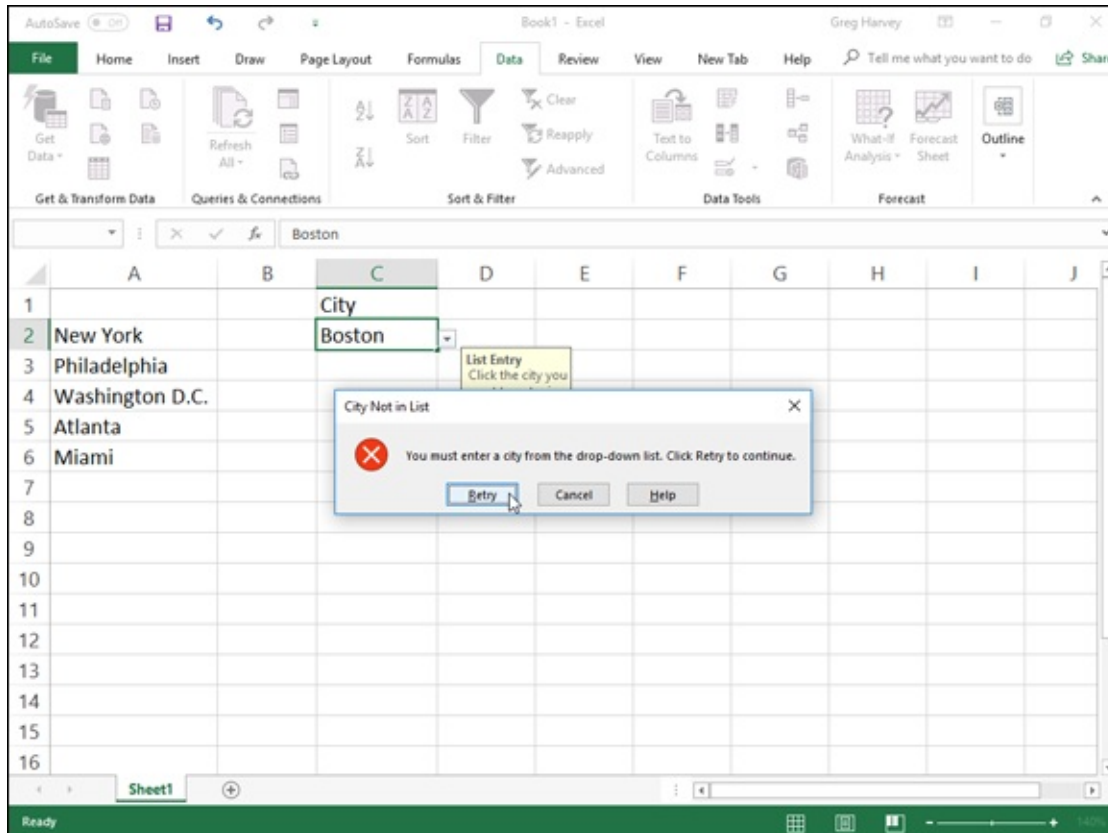 AutoSave Off Book1 - Excel Greg Harvey
File Home Insert Draw Page Layout Formulas Data Review View New Tab Help Tell me what you want to do Shar
Get Data
Refresh All
A Z
Z A
Z A A Z
Sort
Filter
Clear
Reapply
Advanced
Text to Columns
What-If Analysis
Forecast Sheet
Outline
Get & Transform Data Queries & Connections Sort & Filter Data Tools Forecast
fx Boston
A B C D E F G H I J
1 City
2 New York Boston
3 Philadelphia
4 Washington D.C.
5 Atlanta
6 Miami
7
8
9
10
11
12
13
14
15
16
List Entry
Click the city you
City Not in List
You must enter a city from the drop-down list. Click Retry to continue.
Retry Cancel Help
Sheet1
Ready 140%